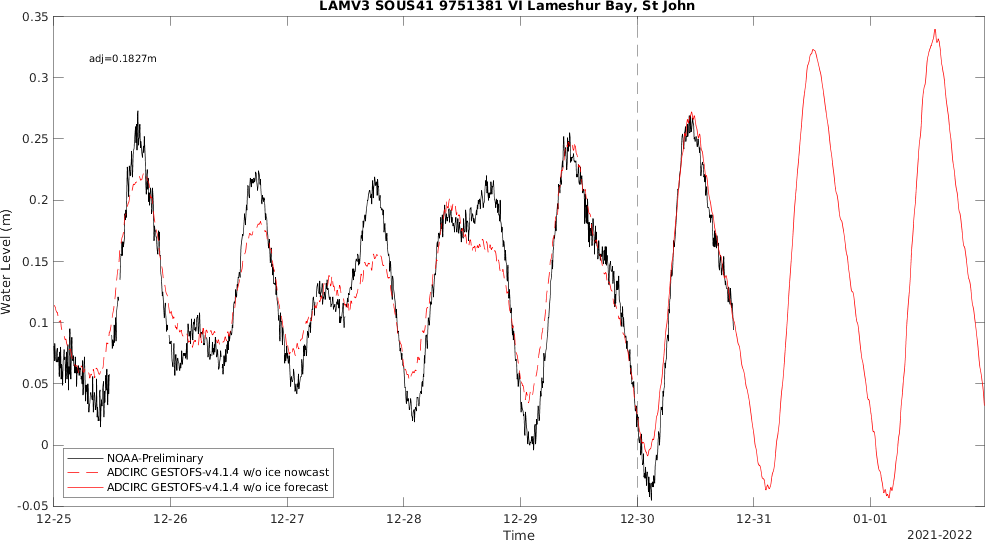 LAMV3 SOUS41 9751381 VI Lameshur Bay, St John
adj=0.1827m
0.35
0.3
0.25
0.2
0.15
0.1
0.05
0
-0.05
Water Level (m)
NOAA-Preliminary
ADCIRC GESTOFS-v4.1.4 w/o ice nowcast
ADCIRC GESTOFS-v4.1.4 w/o ice forecast
12-25 12-26 12-27 12-28 12-29 12-30 12-31 01-01
Time
2021-2022